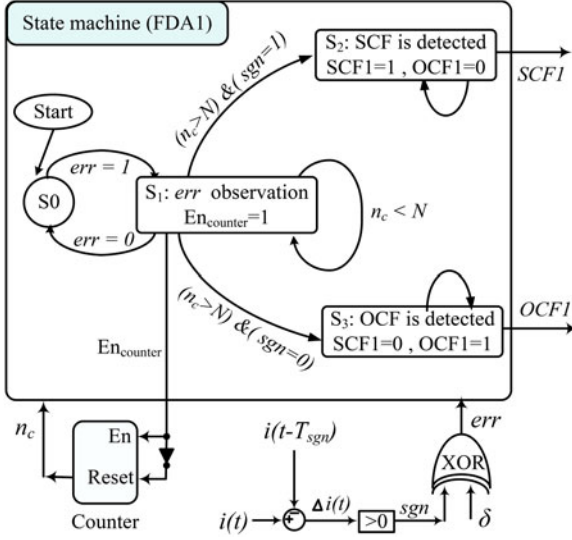 State machine (FDA1)
Start
S0
err = 1
err = 0
S₁: err observation
En_counter=1
(n_c>N) &( sgn=1)
S₂: SCF is detected
SCF1=1 , OCF1=0
SCF1
n_c < N
(n_c>N) &( sgn=0)
S₃: OCF is detected
SCF1=0 , OCF1=1
OCF1
En_counter
n_c
En
Reset
Counter
i(t-T_sgn)
i(t)
Δi(t)
>0
sgn
XOR
err
δ